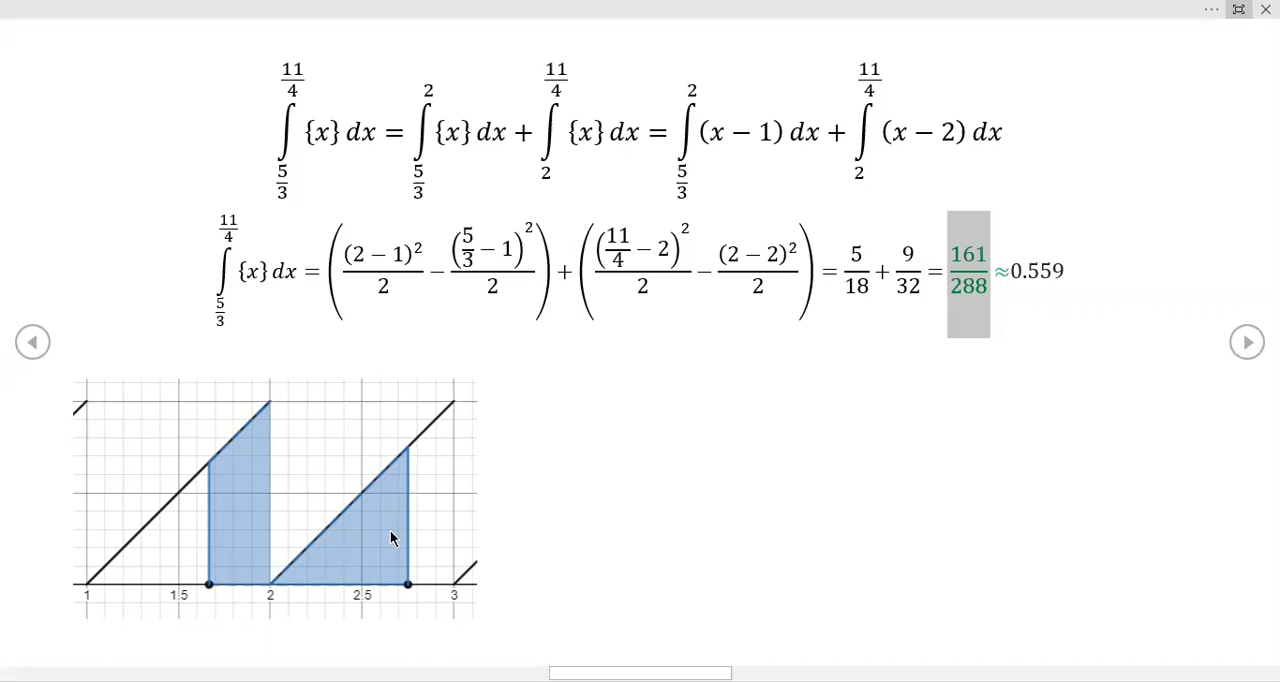 ∫_{5/3}^{11/4} {x} dx = ∫_{5/3}^{2} {x} dx + ∫_{2}^{11/4} {x} dx = ∫_{5/3}^{2} (x − 1) dx + ∫_{2}^{11/4} (x − 2) dx
∫_{5/3}^{11/4} {x} dx = ((2 − 1)²/2 − (5/3 − 1)²/2) + ((11/4 − 2)²/2 − (2 − 2)²/2) = 5/18 + 9/32 = 161/288 ≈0.559
1 1.5 2 2.5 3